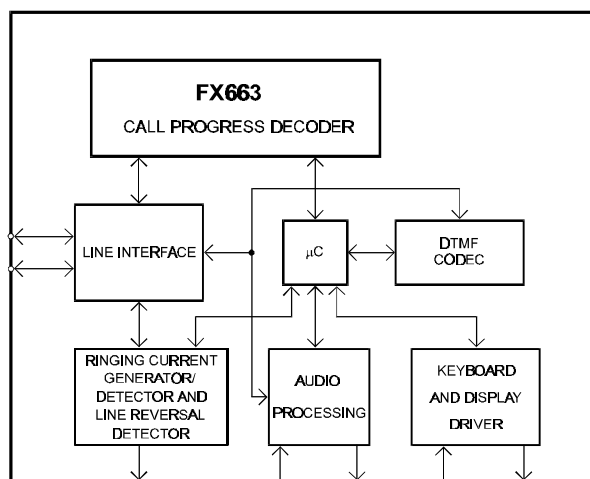 FX663
CALL PROGRESS DECODER
LINE INTERFACE
μC
DTMF
CODEC
RINGING CURRENT
GENERATOR/
DETECTOR AND
LINE REVERSAL
DETECTOR
AUDIO
PROCESSING
KEYBOARD
AND DISPLAY
DRIVER